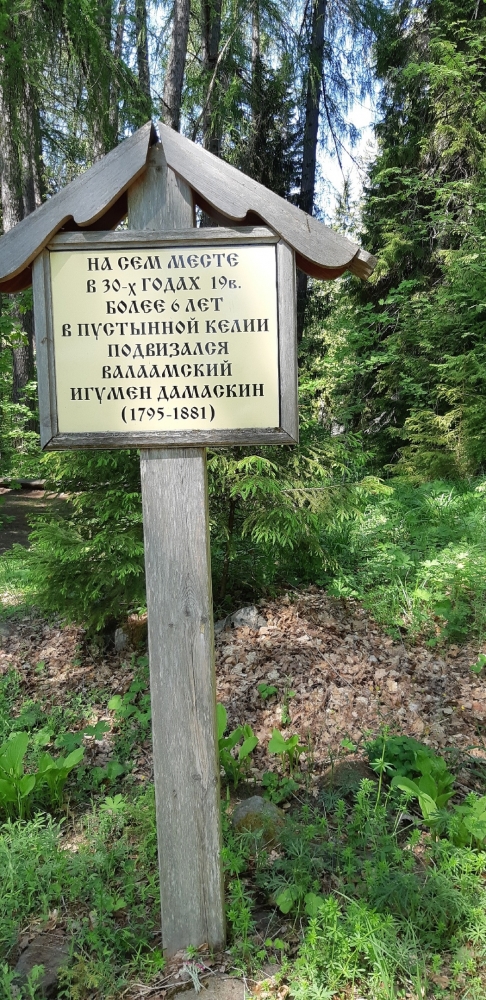 НА СЕМ МЕСТЕ
В 30-х ГОДАХ 19в.
БОЛЕЕ 6 ЛЕТ
В ПУСТЫННОЙ КЕЛИИ
ПОДВИЗАЛСЯ
ВАЛААМСКИЙ
ИГУМЕН ДАМАСКИН
(1795-1881)